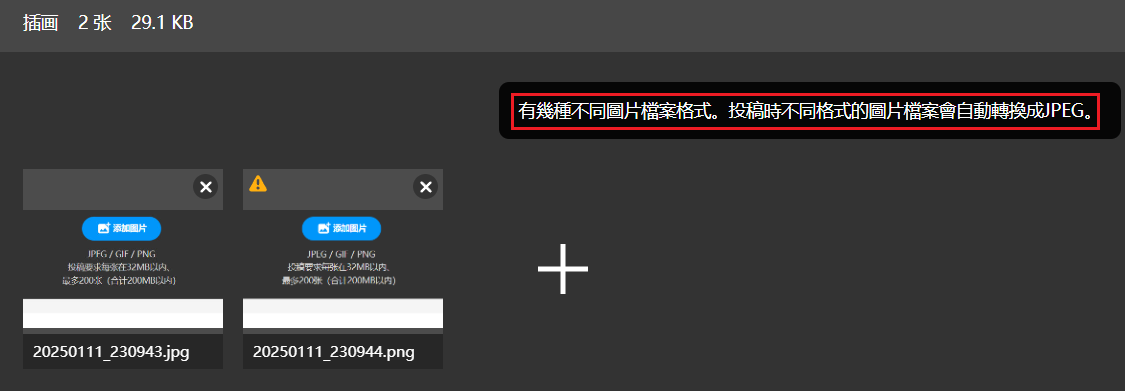 插画 2 张 29.1 KB
有幾種不同圖片檔案格式。投稿時不同格式的圖片檔案會自動轉換成JPEG。
添加图片
JPEG / GIF / PNG
投稿要求每张在32MB以内、
最多200张（合计200MB以内）
20250111_230943.jpg
添加图片
JPEG / GIF / PNG
投稿要求每张在32MB以内、
最多200张（合计200MB以内）
20250111_230944.png